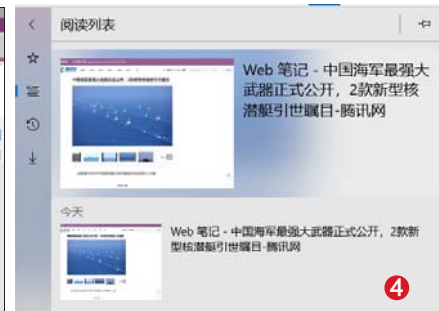 阅读列表
Web 笔记 - 中国海军最强大
武器正式公开，2款新型核
潜艇引世瞩目-腾讯网
今天
Web 笔记 - 中国海军最强大武器正式公开，2款新
型核潜艇引世瞩目-腾讯网
4